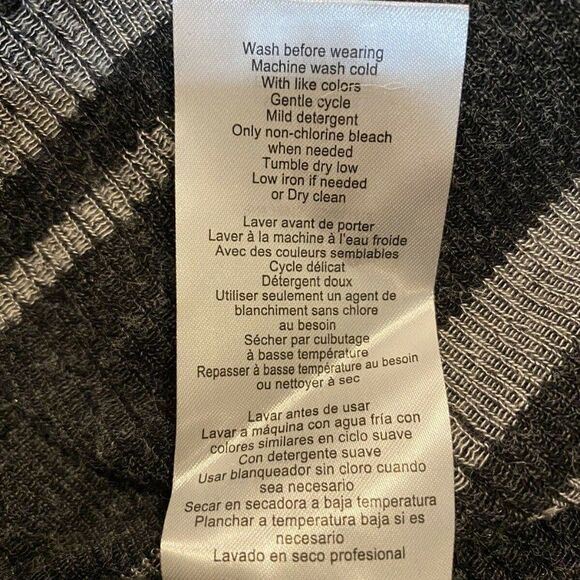 Wash before wearing
Machine wash cold
With like colors
Gentle cycle
Mild detergent
Only non-chlorine bleach
when needed
Tumble dry low
Low iron if needed
or Dry clean
Laver avant de porter
Laver à la machine à l'eau froide
Avec des couleurs semblables
Cycle délicat
Détergent doux
Utiliser seulement un agent de
blanchiment sans chlore
au besoin
Sécher par culbutage
à basse température
Repasser à basse température au besoin
ou nettoyer à sec
Lavar antes de usar
Lavar a máquina con agua fría con
colores similares en ciclo suave
Con detergente suave
Usar blanqueador sin cloro cuando
sea necesario
Secar en secadora a baja temperatura
Planchar a temperatura baja si es
necesario
Lavado en seco profesional